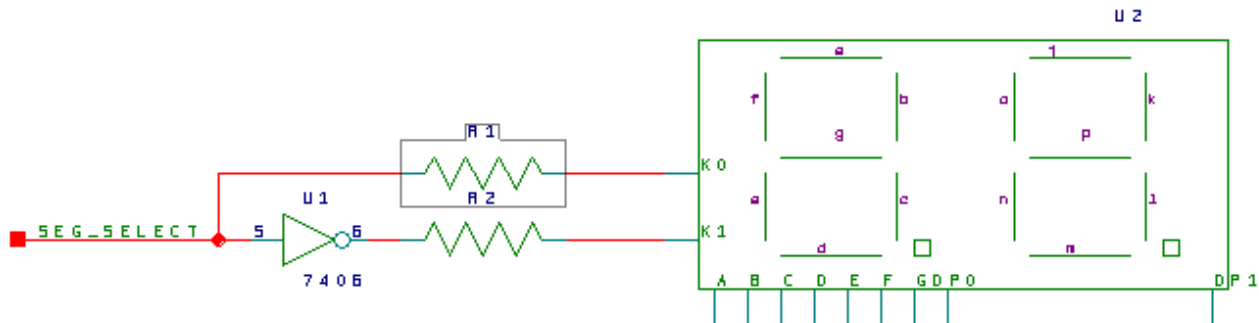 U2
a
j
f
b
o
k
R1
g
p
K0
R2
U1
e
c
n
l
SEG_SELECT
5
6
K1
d
m
7406
A B C D E F G DP0 DP1